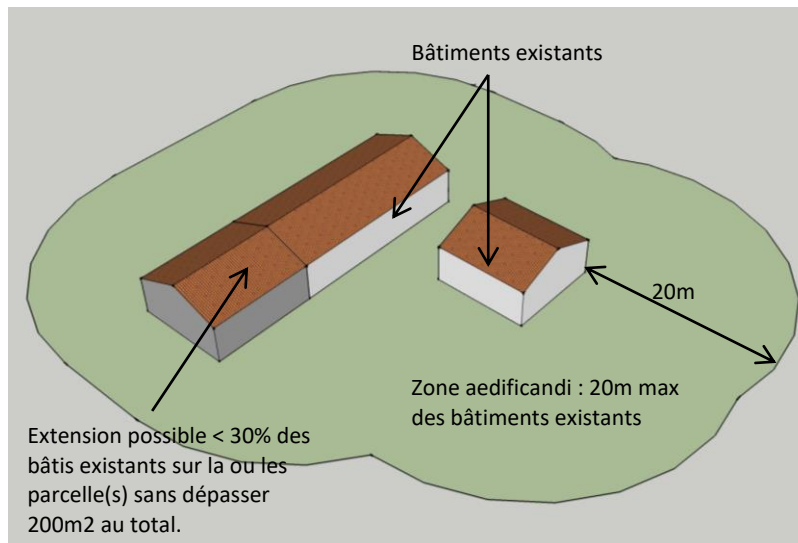 Bâtiments existants
20m
Zone aedificandi : 20m max
des bâtiments existants
Extension possible < 30% des
bâtis existants sur la ou les
parcelle(s) sans dépasser
200m2 au total.